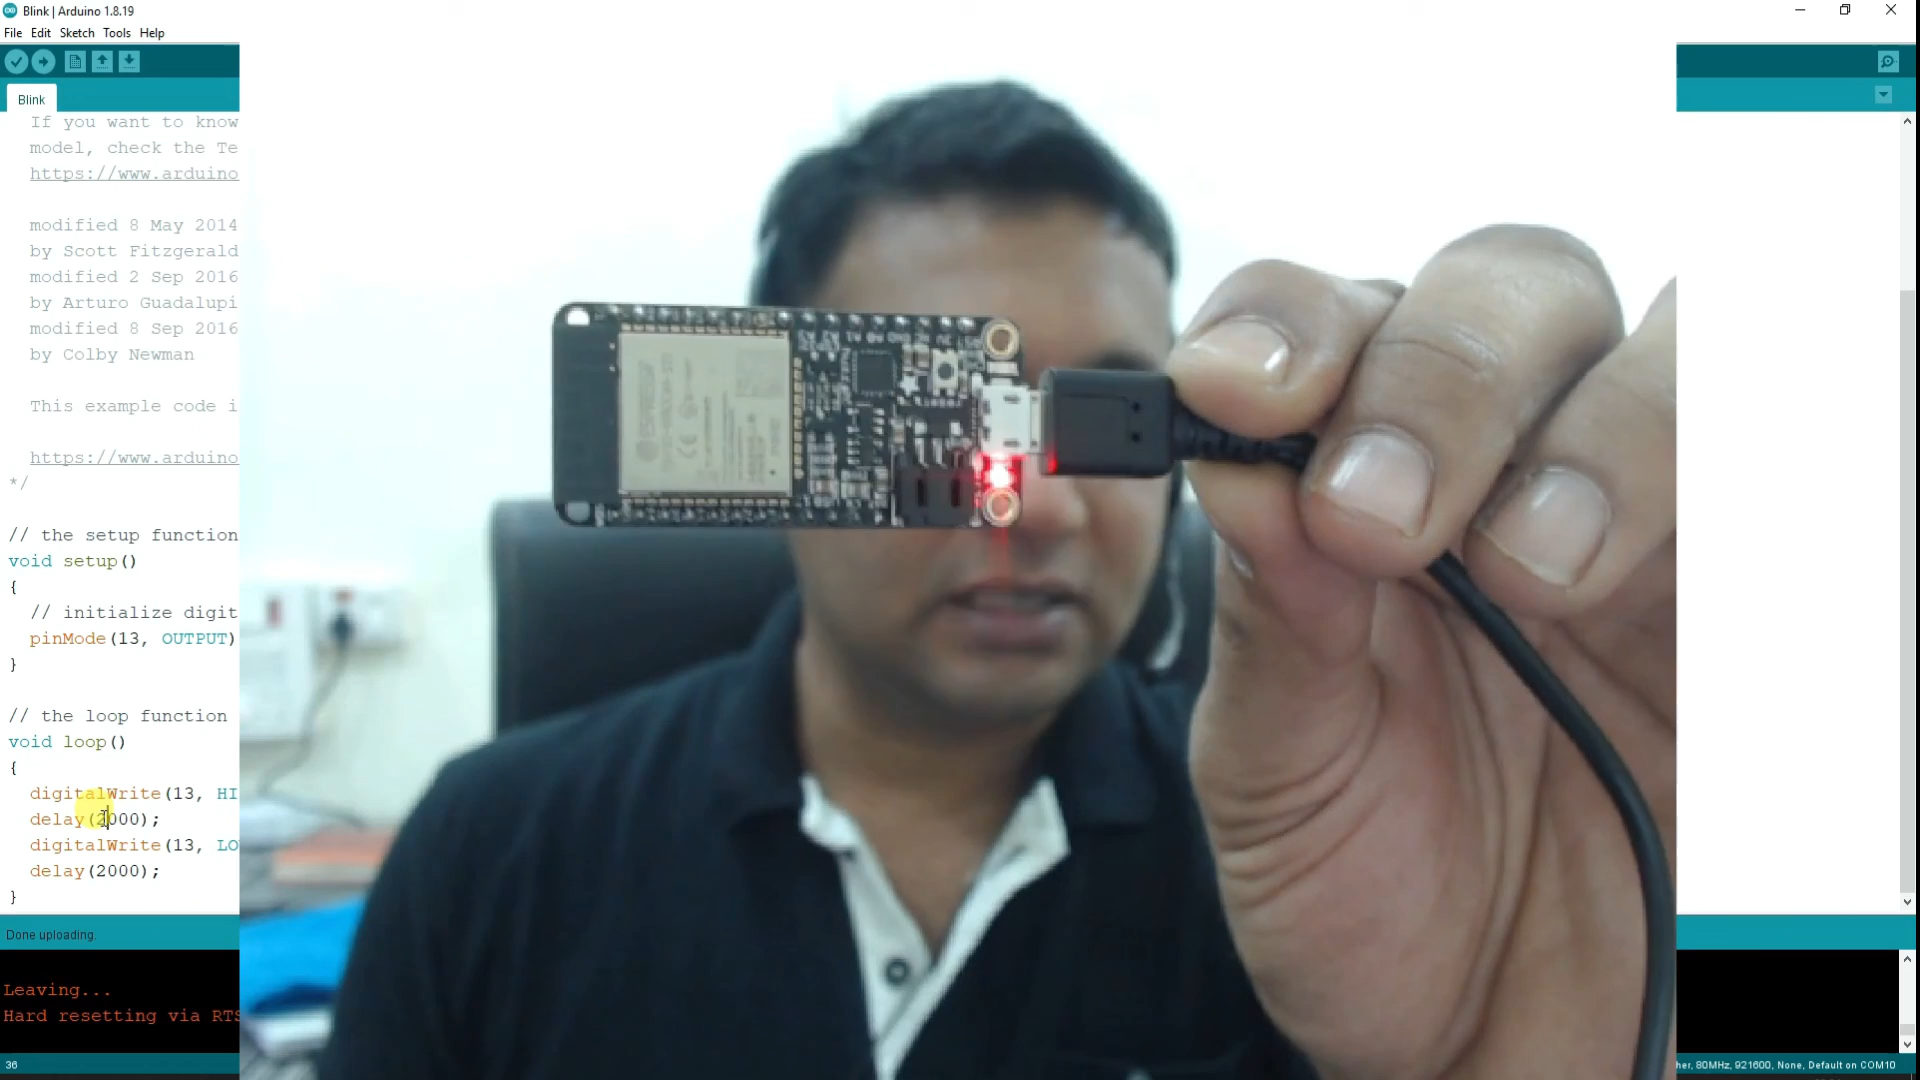 Blink | Arduino 1.8.19
File Edit Sketch Tools Help
Blink
If you want to know
model, check the Te
https://www.arduino
modified 8 May 2014
by Scott Fitzgerald
modified 2 Sep 2016
by Arturo Guadalupi
modified 8 Sep 2016
by Colby Newman
This example code i
https://www.arduino
*/
// the setup function
void setup()
{
// initialize digit
pinMode(13, OUTPUT)
}
// the loop function
void loop()
{
digitalWrite(13, HI
delay(2000);
digitalWrite(13, LO
delay(2000);
}
Done uploading.
Leaving...
Hard resetting via RTS
36
her, 80MHz, 921600, None, Default on COM10